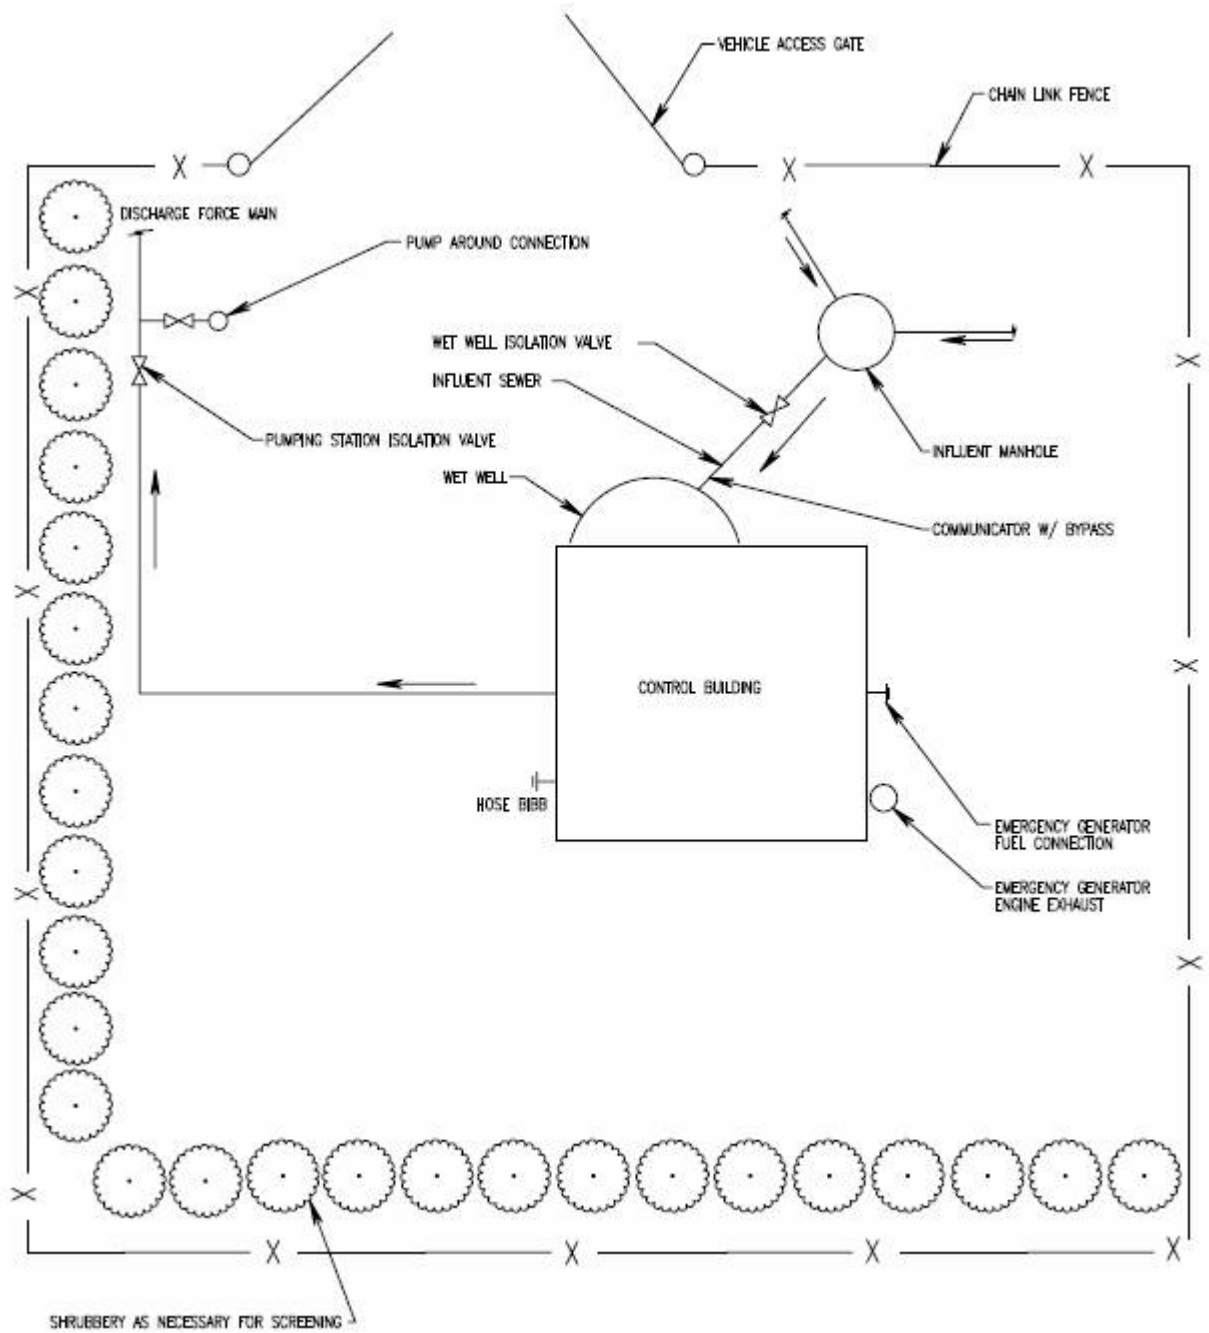 VEHICLE ACCESS GATE
CHAIN LINK FENCE
DISCHARGE FORCE MAIN
PUMP AROUND CONNECTION
WET WELL ISOLATION VALVE
INFLUENT SEWER
PUMPING STATION ISOLATION VALVE
INFLUENT MANHOLE
WET WELL
COMMUNICATOR W/ BYPASS
CONTROL BUILDING
HOSE BIBB
EMERGENCY GENERATOR
FUEL CONNECTION
EMERGENCY GENERATOR
ENGINE EXHAUST
SHRUBBERY AS NECESSARY FOR SCREENING